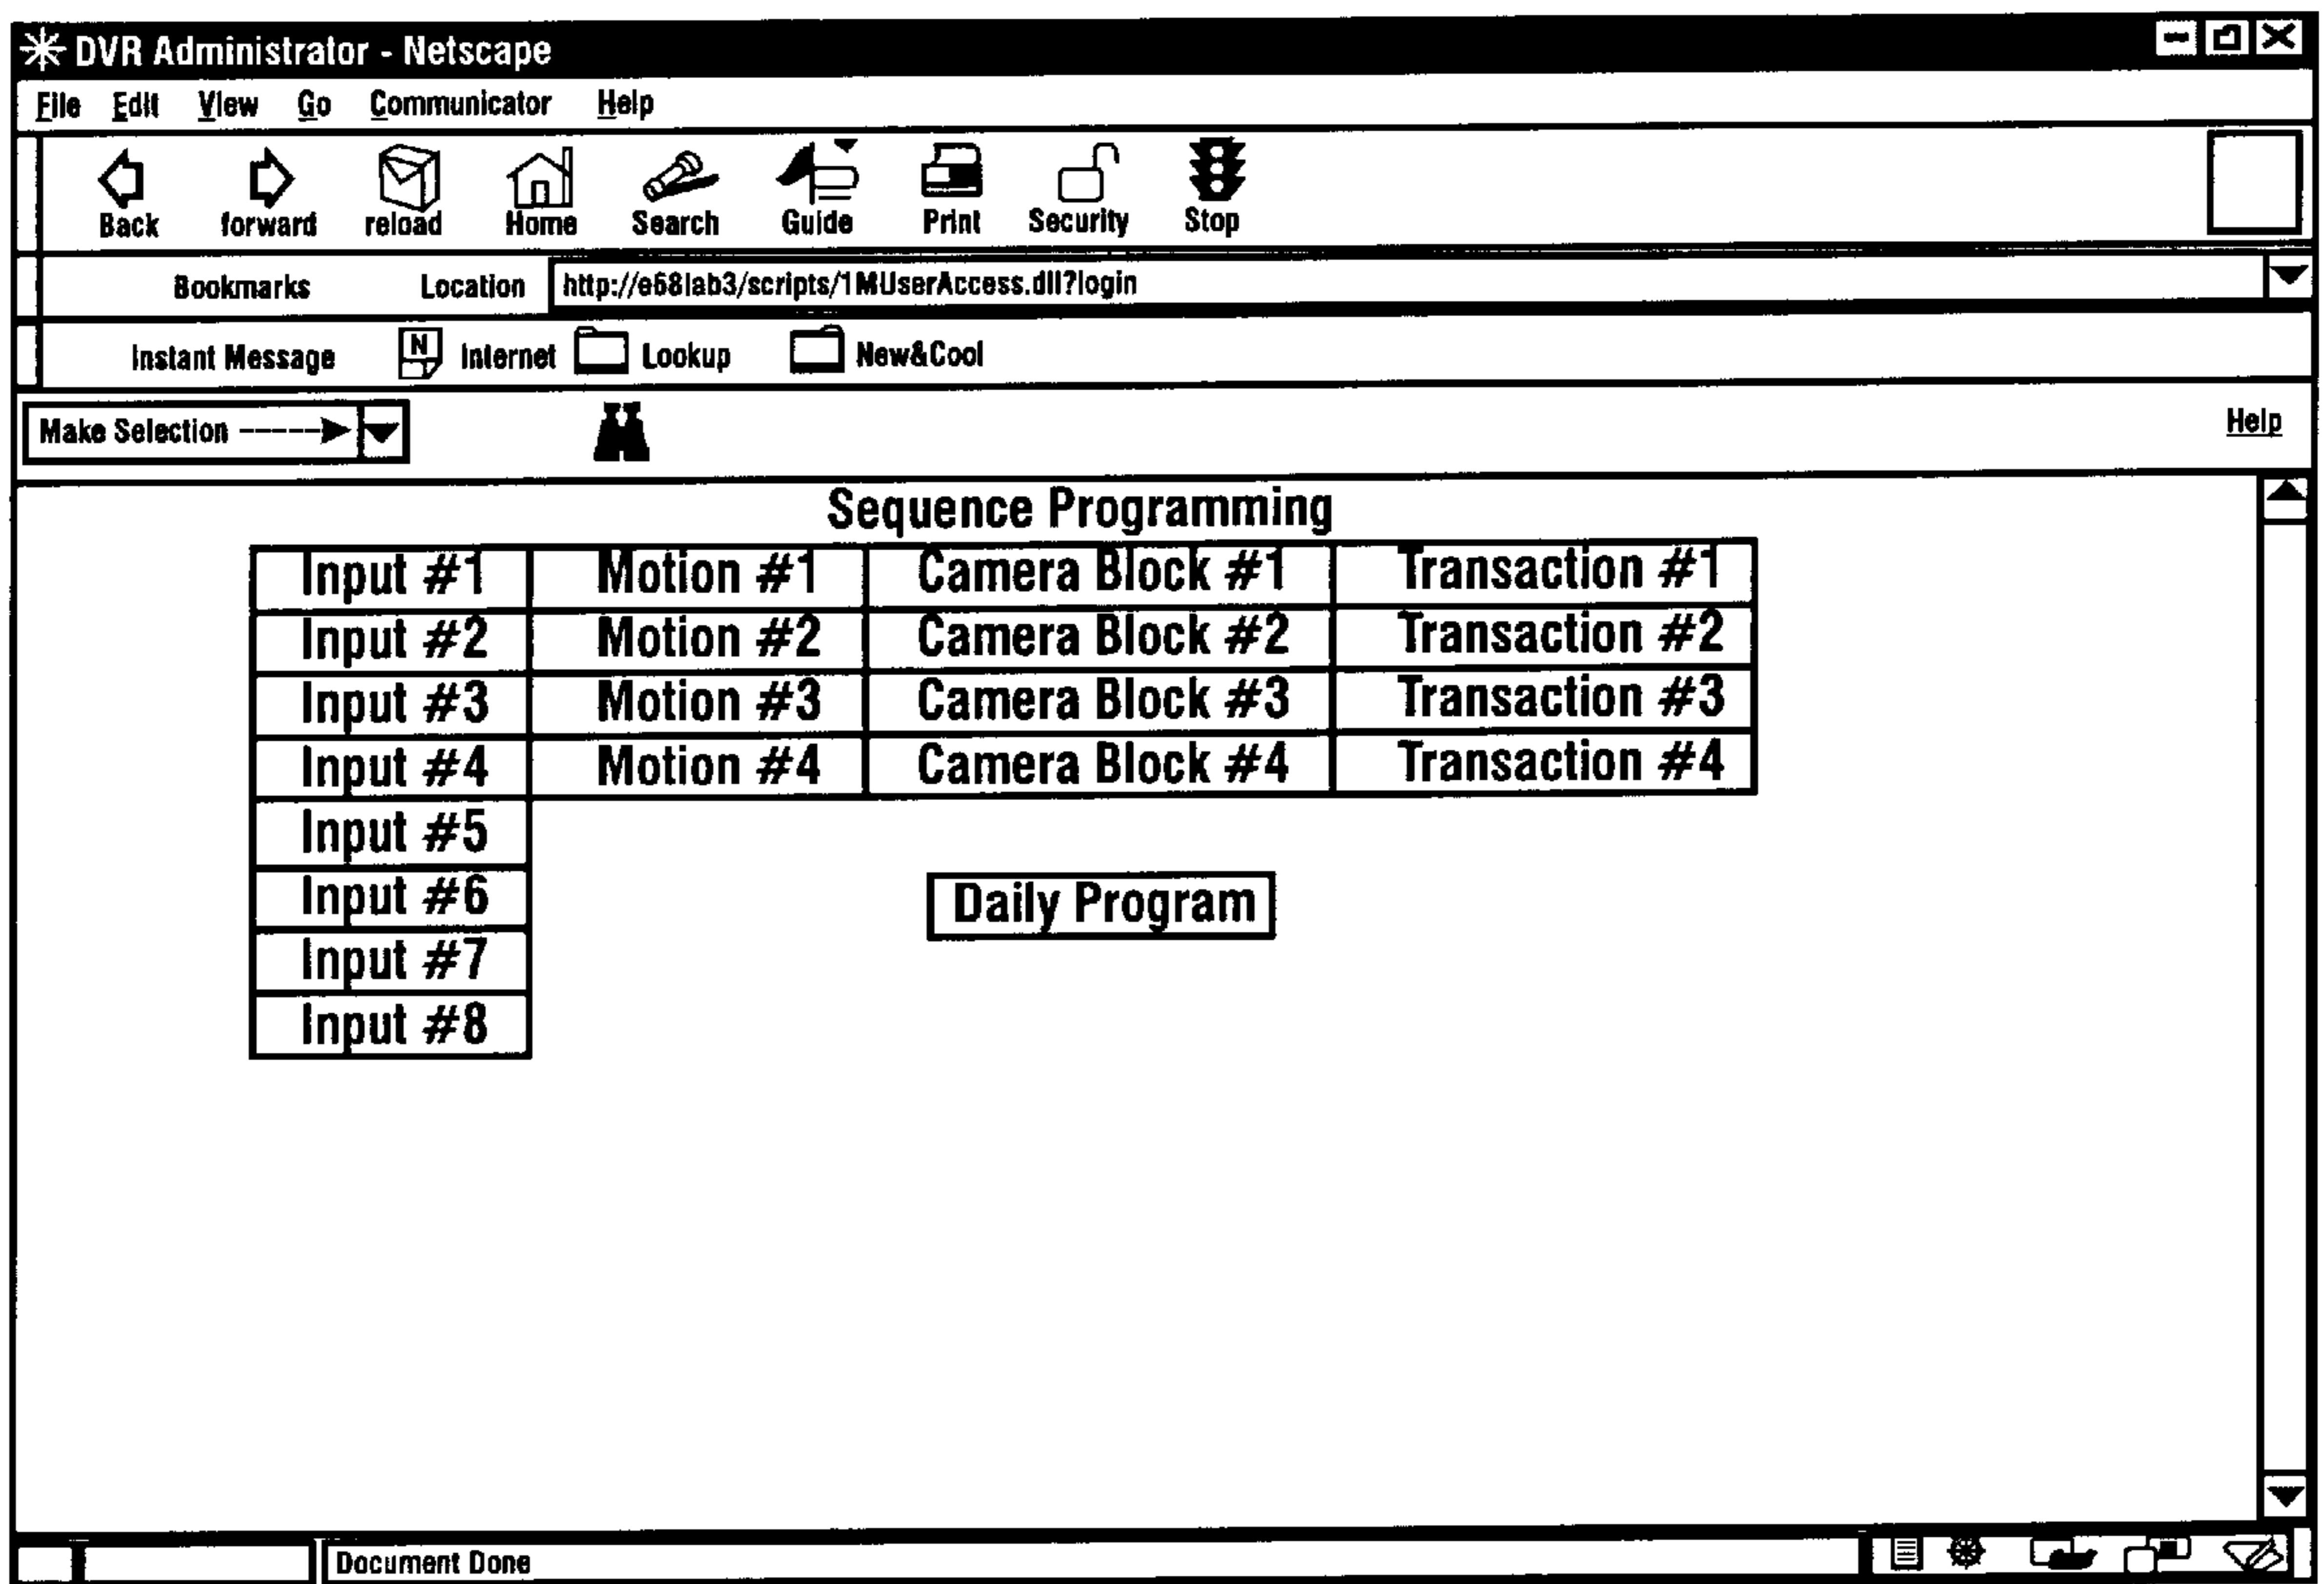 DVR Administrator - Netscape
File Edit View Go Communicator Help
Back forward reload Home Search Guide Print Security Stop
Bookmarks Location http://e68lab3/scripts/1MUserAccess.dll?login
Instant Message N Internet Lookup New&Cool
Make Selection Help
Sequence Programming
Input #1 Motion #1 Camera Block #1 Transaction #1
Input #2 Motion #2 Camera Block #2 Transaction #2
Input #3 Motion #3 Camera Block #3 Transaction #3
Input #4 Motion #4 Camera Block #4 Transaction #4
Input #5
Input #6 Daily Program
Input #7
Input #8
Document Done